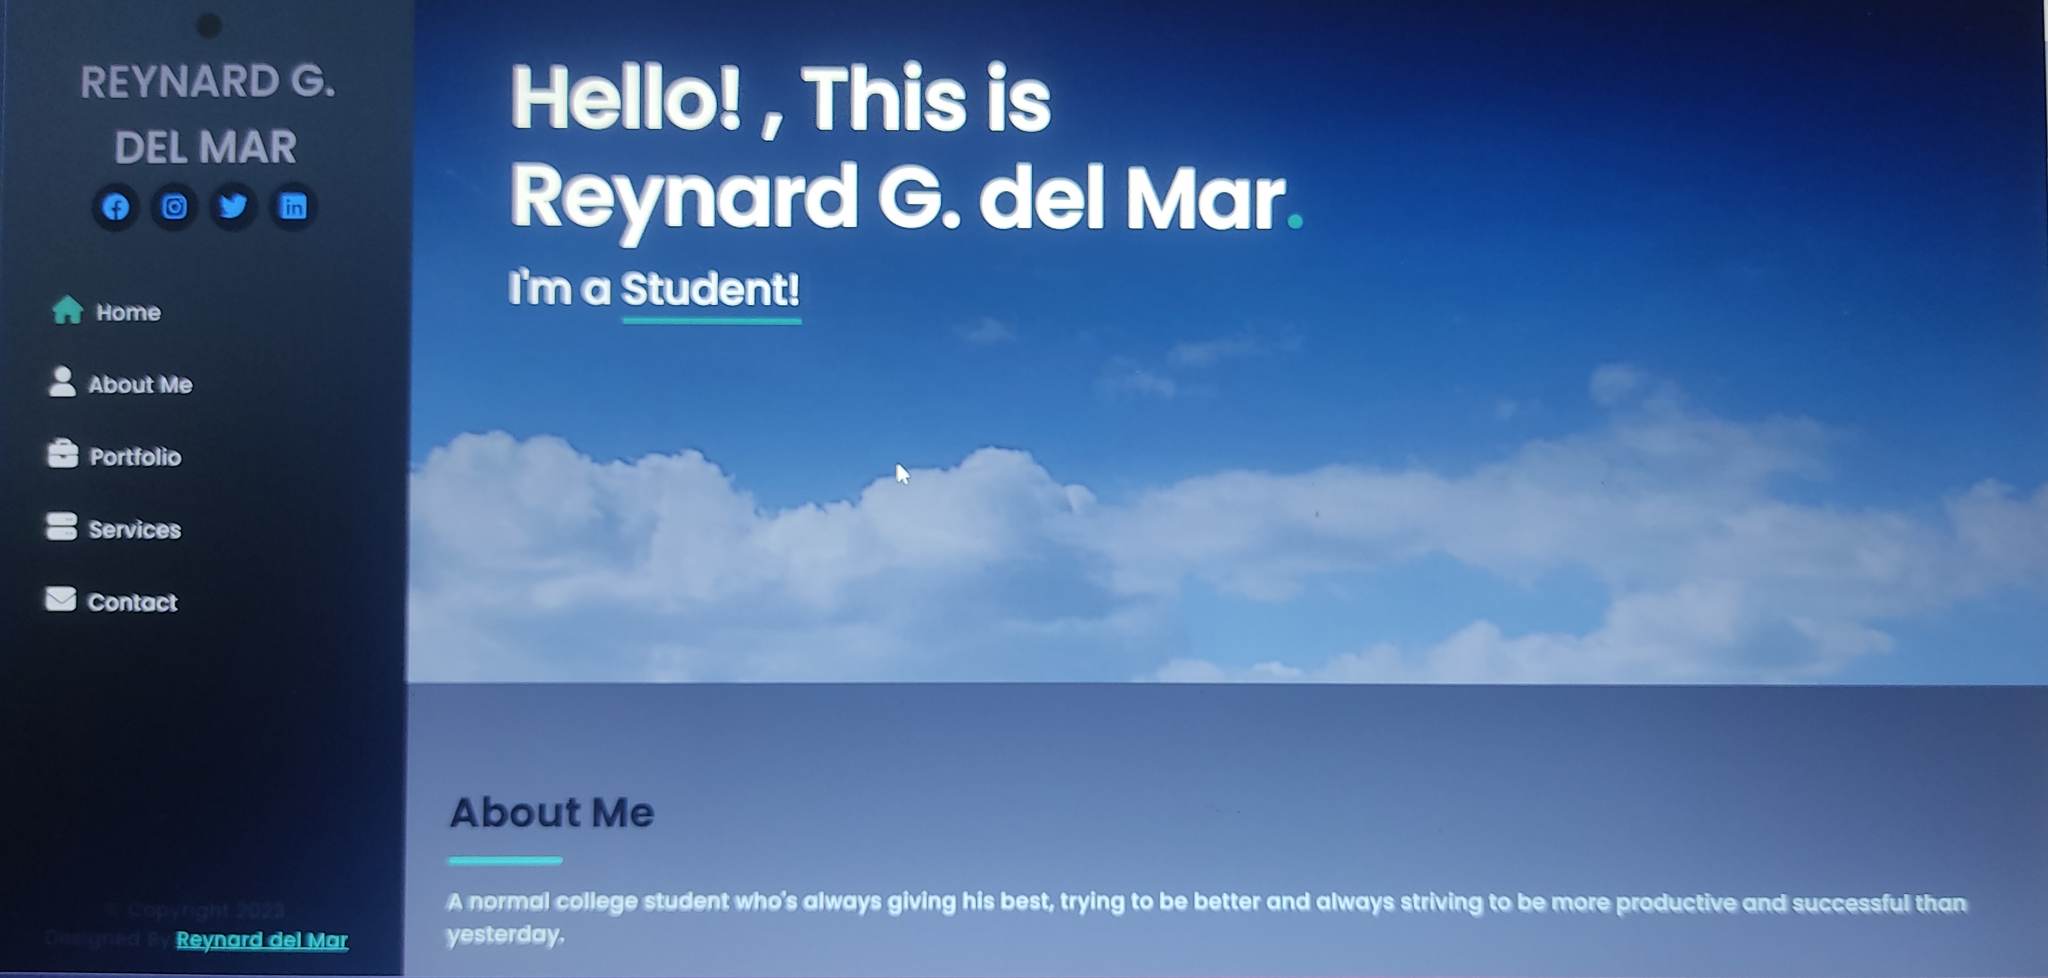 REYNARD G.
DEL MAR
Home
About Me
Portfolio
Services
Contact
© Copyright 2023
Designed By Reynard del Mar
Hello! , This is
Reynard G. del Mar.
I'm a Student!
About Me
A normal college student who's always giving his best, trying to be better and always striving to be more productive and successful than
yesterday.